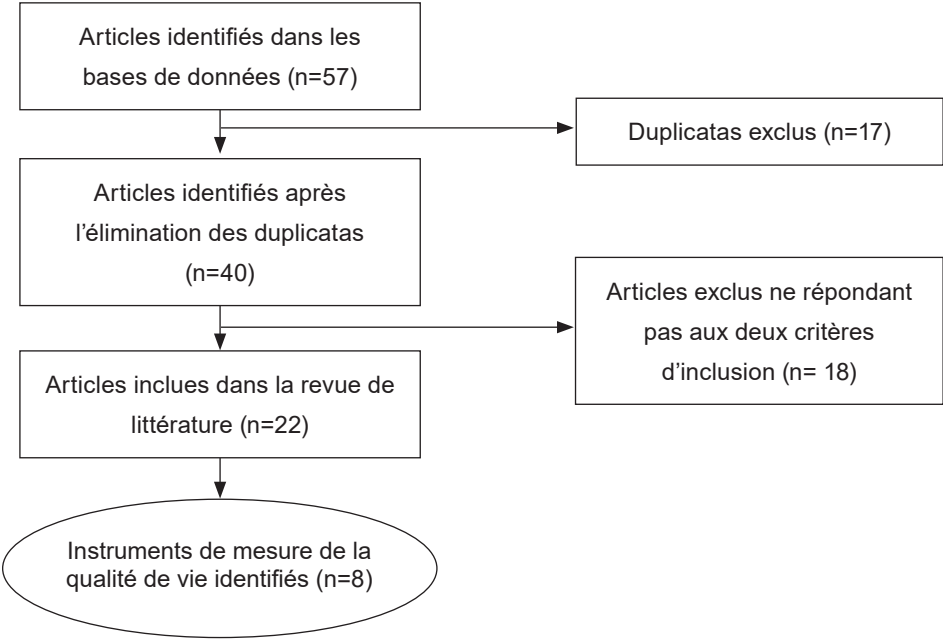 Articles identifiés dans les
bases de données (n=57)
Duplicatas exclus (n=17)
Articles identifiés après
l’élimination des duplicatas
(n=40)
Articles exclus ne répondant
pas aux deux critères
d’inclusion (n= 18)
Articles inclues dans la revue de
littérature (n=22)
Instruments de mesure de la
qualité de vie identifiés (n=8)